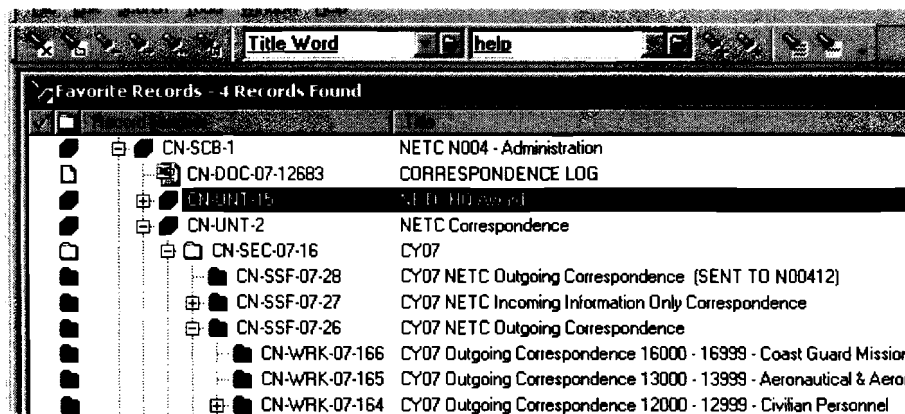 Title Word help
Favorite Records - 4 Records Found
CN-SCB-1 NETC N004 - Administration
CN-DOC-07-12683 CORRESPONDENCE LOG
CN-UNT-15 NETC HQ Award
CN-UNT-2 NETC Correspondence
CN-SEC-07-16 CY07
CN-SSF-07-28 CY07 NETC Outgoing Correspondence (SENT TO N00412)
CN-SSF-07-27 CY07 NETC Incoming Information Only Correspondence
CN-SSF-07-26 CY07 NETC Outgoing Correspondence
CN-WRK-07-166 CY07 Outgoing Correspondence 16000 - 16999 - Coast Guard Mission
CN-WRK-07-165 CY07 Outgoing Correspondence 13000 - 13999 - Aeronautical & Aero
CN-WRK-07-164 CY07 Outgoing Correspondence 12000 - 12999 - Civilian Personnel